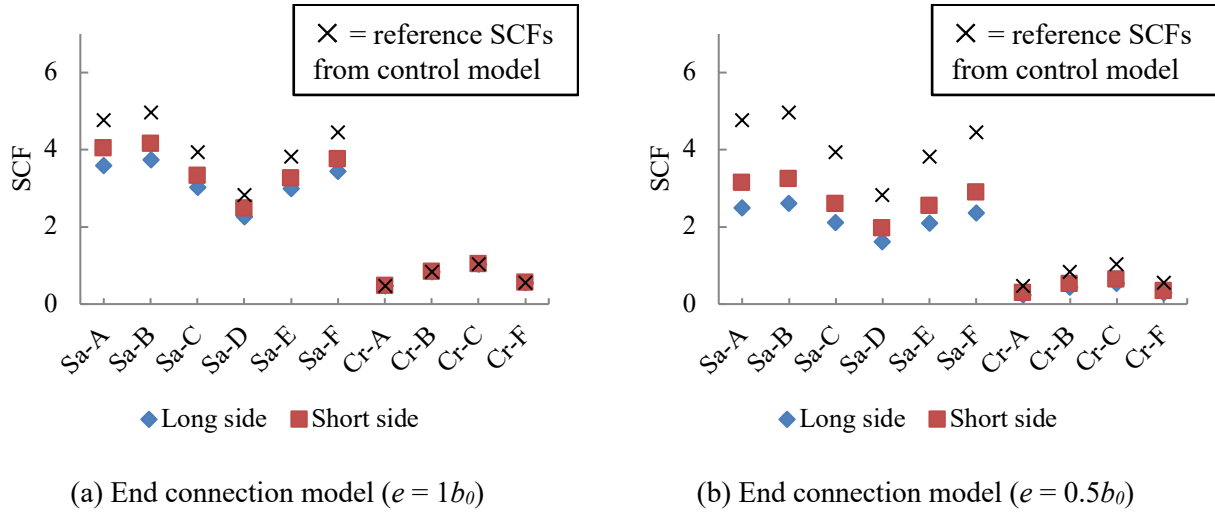 × = reference SCFs
from control model
6
4
2
0
SCF
Sa-A
Sa-B
Sa-C
Sa-D
Sa-E
Sa-F
Cr-A
Cr-B
Cr-C
Cr-F
Long side
Short side
(a) End connection model (e = 1b0)
× = reference SCFs
from control model
6
4
2
0
SCF
Sa-A
Sa-B
Sa-C
Sa-D
Sa-E
Sa-F
Cr-A
Cr-B
Cr-C
Cr-F
Long side
Short side
(b) End connection model (e = 0.5b0)